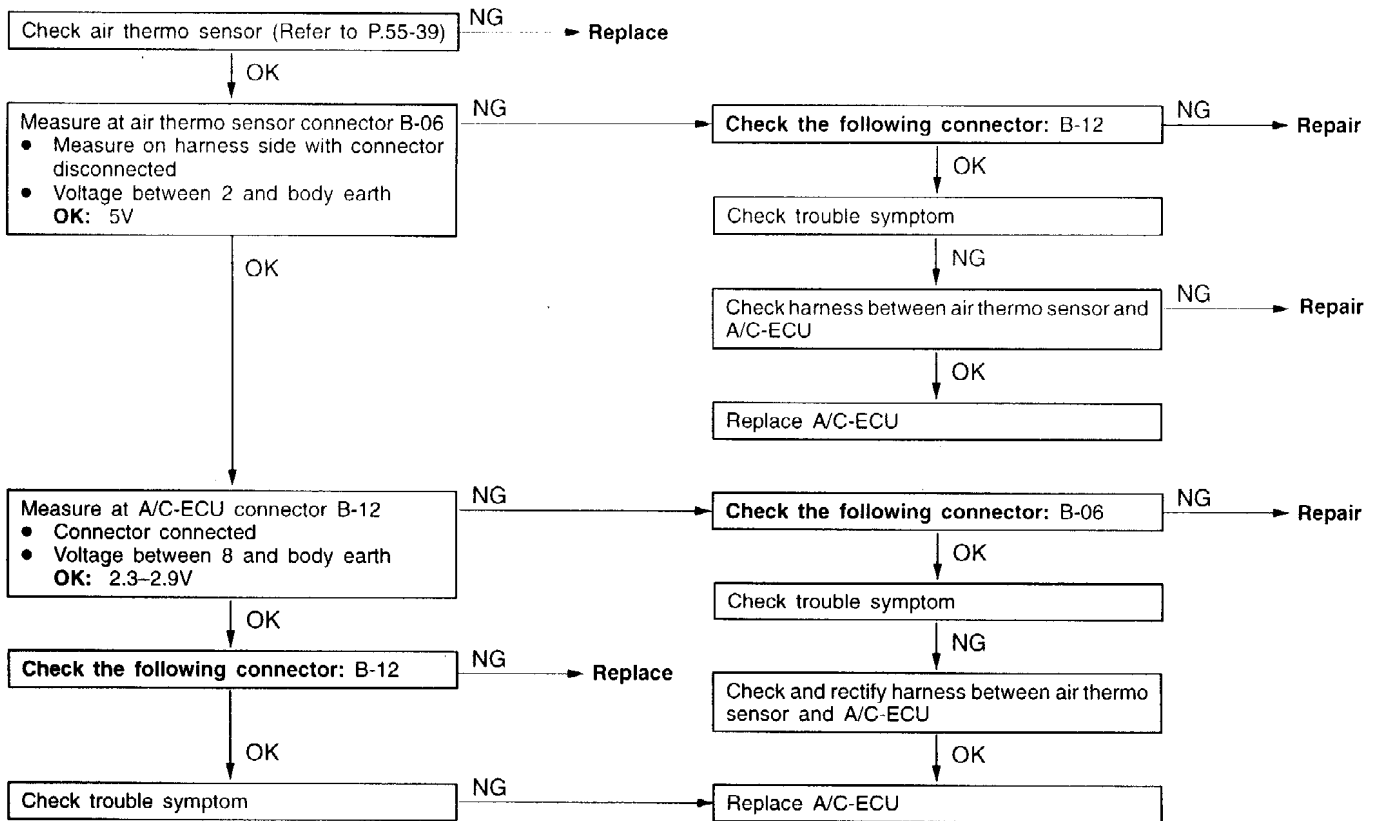 Check air thermo sensor (Refer to P.55-39)
NG
Replace
OK
Measure at air thermo sensor connector B-06
● Measure on harness side with connector
disconnected
● Voltage between 2 and body earth
OK: 5V
NG
Check the following connector: B-12
NG
Repair
OK
Check trouble symptom
NG
Check harness between air thermo sensor and
A/C-ECU
NG
Repair
OK
Replace A/C-ECU
OK
Measure at A/C-ECU connector B-12
● Connector connected
● Voltage between 8 and body earth
OK: 2.3–2.9V
NG
Check the following connector: B-06
NG
Repair
OK
Check trouble symptom
NG
Check and rectify harness between air thermo
sensor and A/C-ECU
OK
Replace A/C-ECU
OK
Check the following connector: B-12
NG
Replace
OK
Check trouble symptom
NG